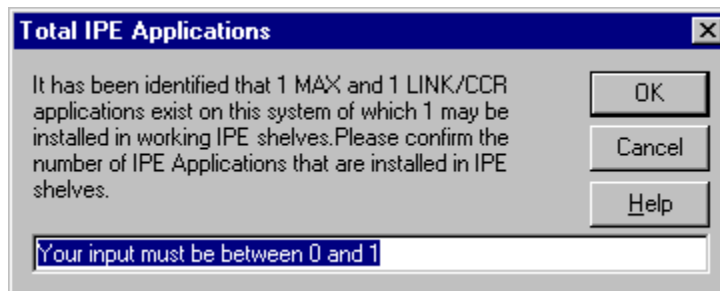 Total IPE Applications
It has been identified that 1 MAX and 1 LINK/CCR
applications exist on this system of which 1 may be
installed in working IPE shelves.Please confirm the
number of IPE Applications that are installed in IPE
shelves.
OK
Cancel
Help
Your input must be between 0 and 1